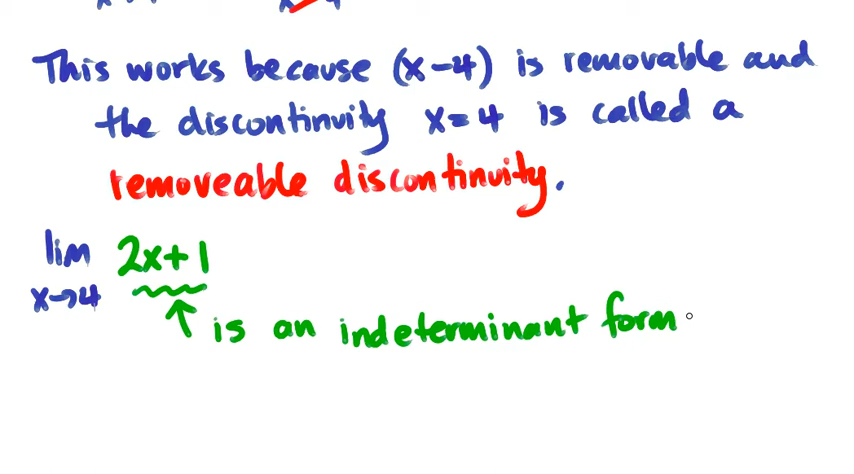 This works because (x-4) is removable and
the discontinuity x=4 is called a
removeable discontinuity.
lim 2x+1
x→4
↑ is an indeterminant form